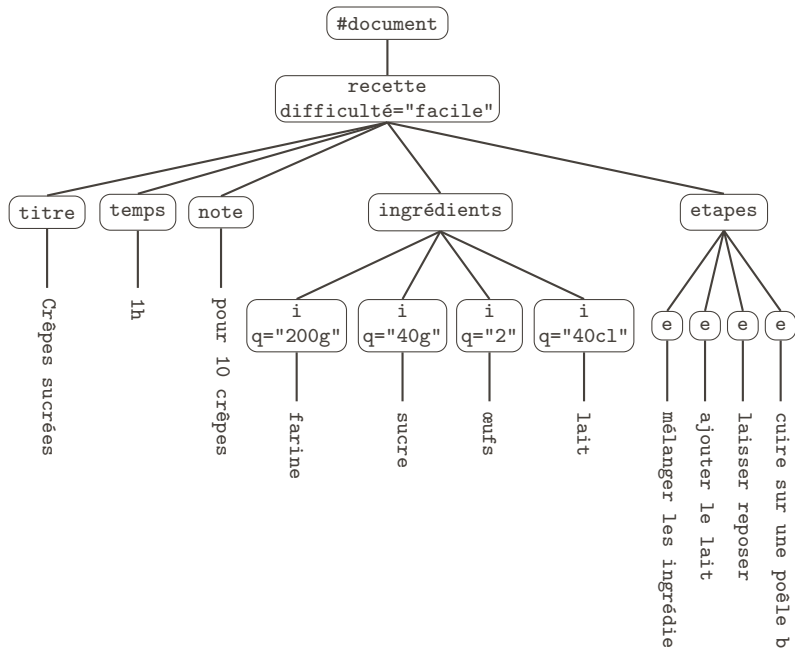 #document
recette
difficulté="facile"
titre
temps
note
ingrédients
etapes
Crêpes sucrées
1h
pour 10 crêpes
i
q="200g"
i
q="40g"
i
q="2"
i
q="40cl"
e
e
e
e
farine
sucre
œufs
lait
mélanger les ingrédie
ajouter le lait
laisser reposer
cuire sur une poêle b